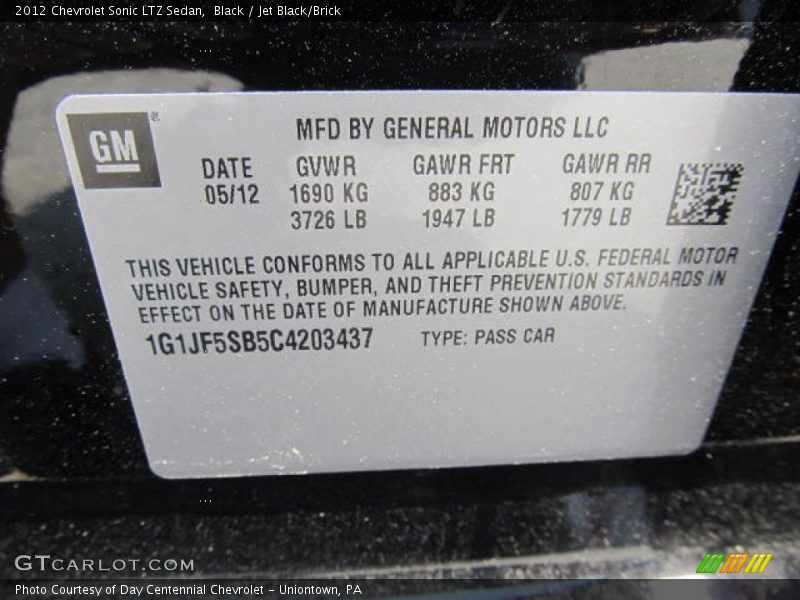 2012 Chevrolet Sonic LTZ Sedan,  Black / Jet Black/Brick
GM ®
MFD BY GENERAL MOTORS LLC
DATE GVWR GAWR FRT GAWR RR
05/12 1690 KG 883 KG 807 KG
3726 LB 1947 LB 1779 LB
THIS VEHICLE CONFORMS TO ALL APPLICABLE U.S. FEDERAL MOTOR
VEHICLE SAFETY, BUMPER, AND THEFT PREVENTION STANDARDS IN
EFFECT ON THE DATE OF MANUFACTURE SHOWN ABOVE.
1G1JF5SB5C4203437 TYPE: PASS CAR
GTCARLOT.COM
Photo Courtesy of Day Centennial Chevrolet - Uniontown, PA